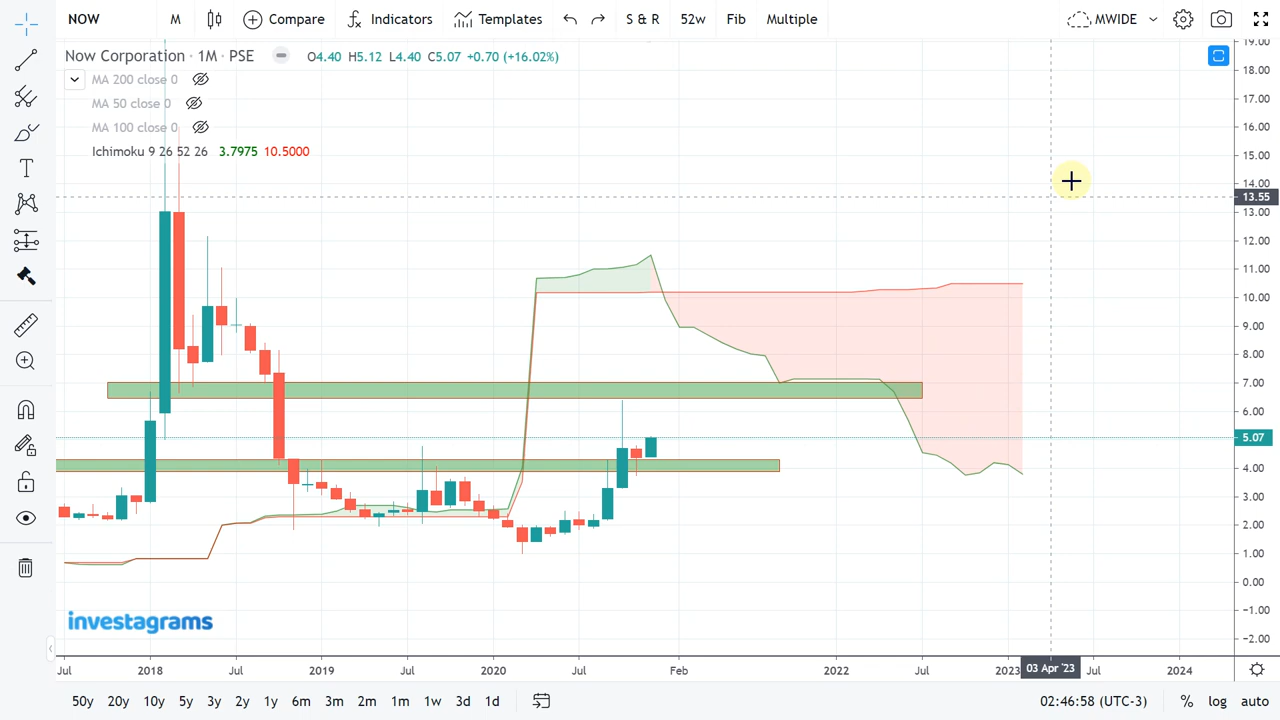 NOW M Compare Indicators Templates S & R 52w Fib Multiple MWIDE
Now Corporation · 1M · PSE O4.40 H5.12 L4.40 C5.07 +0.70 (+16.02%)
MA 200 close 0
MA 50 close 0
MA 100 close 0
Ichimoku 9 26 52 26 3.7975 10.5000
19.00
18.00
17.00
16.00
15.00
14.00
13.55
13.00
12.00
11.00
10.00
9.00
8.00
7.00
6.00
5.07
4.00
3.00
2.00
1.00
0.00
−1.00
−2.00
investagrams
Jul 2018 Jul 2019 Jul 2020 Jul Feb 2022 Jul 2023 03 Apr '23 Jul 2024
50y 20y 10y 5y 3y 2y 1y 6m 3m 2m 1m 1w 3d 1d 02:46:58 (UTC-3) % log auto